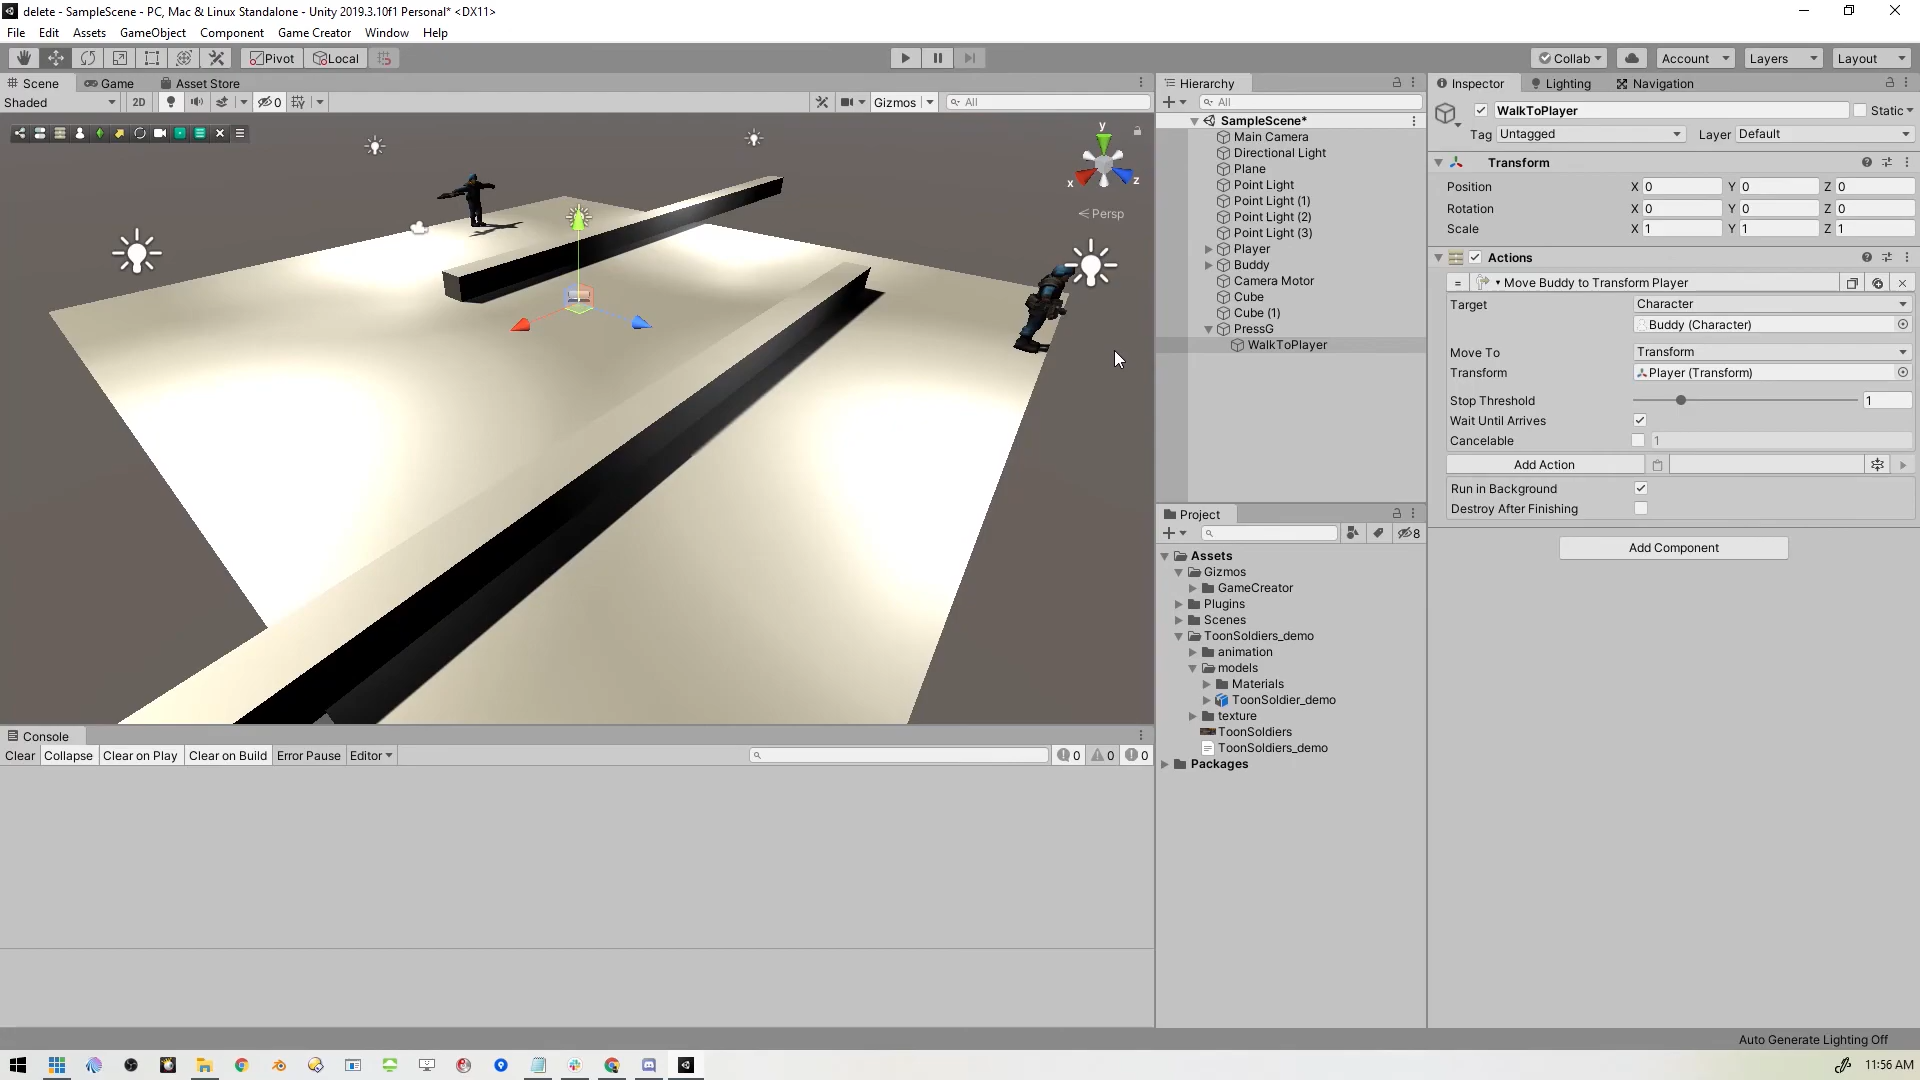 delete - SampleScene - PC, Mac & Linux Standalone - Unity 2019.3.10f1 Personal* <DX11>
File Edit Assets GameObject Component Game Creator Window Help
Pivot Local Collab Account Layers Layout
Scene Game Asset Store
Shaded 2D 0 Gizmos All
y
x
z
Persp
Hierarchy
All
SampleScene*
Main Camera
Directional Light
Plane
Point Light
Point Light (1)
Point Light (2)
Point Light (3)
Player
Buddy
Camera Motor
Cube
Cube (1)
PressG
WalkToPlayer
Project
8
Assets
Gizmos
GameCreator
Plugins
Scenes
ToonSoldiers_demo
animation
models
Materials
ToonSoldier_demo
texture
ToonSoldiers
ToonSoldiers_demo
Packages
Inspector Lighting Navigation
WalkToPlayer Static
Tag Untagged Layer Default
Transform
Position X 0 Y 0 Z 0
Rotation X 0 Y 0 Z 0
Scale X 1 Y 1 Z 1
Actions
Move Buddy to Transform Player
Target Character
Buddy (Character)
Move To Transform
Transform Player (Transform)
Stop Threshold 1
Wait Until Arrives
Cancelable 1
Add Action
Run in Background
Destroy After Finishing
Add Component
Console
Clear Collapse Clear on Play Clear on Build Error Pause Editor 0 0 0
Auto Generate Lighting Off
11:56 AM